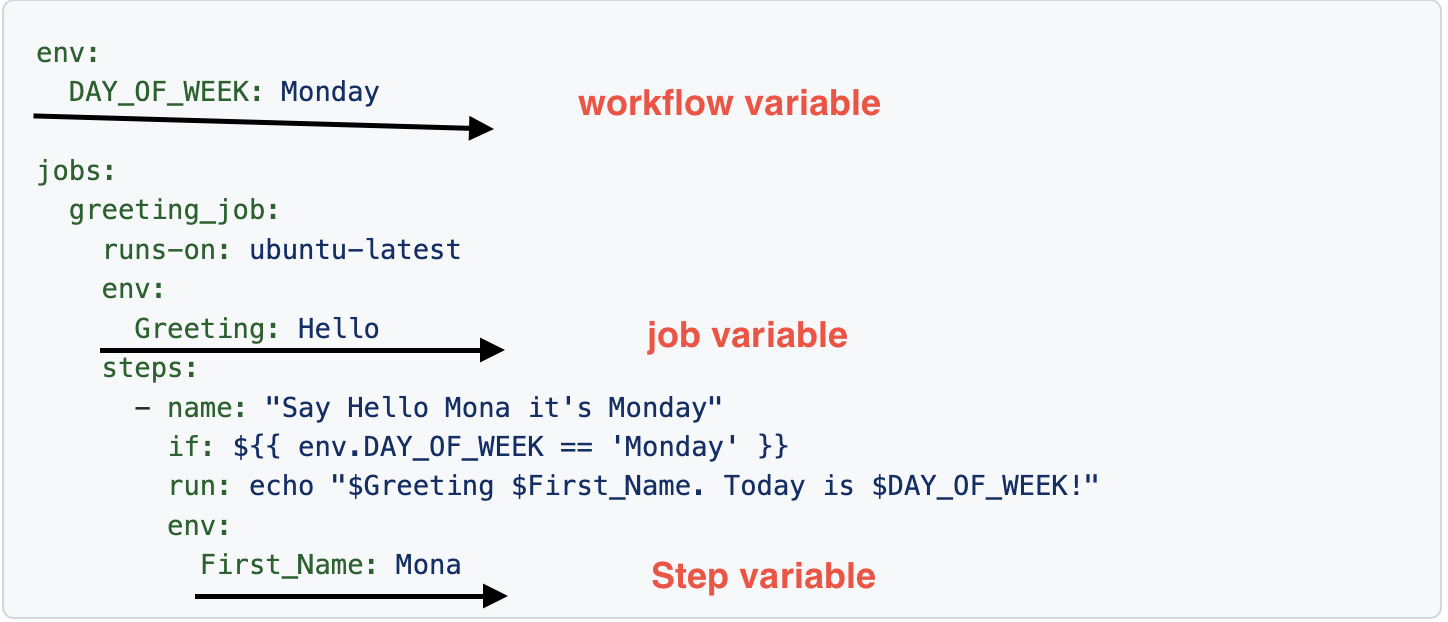 env:
  DAY_OF_WEEK: Monday
workflow variable
jobs:
  greeting_job:
    runs-on: ubuntu-latest
    env:
      Greeting: Hello
job variable
    steps:
      - name: "Say Hello Mona it's Monday"
        if: ${{ env.DAY_OF_WEEK == 'Monday' }}
        run: echo "$Greeting $First_Name. Today is $DAY_OF_WEEK!"
        env:
          First_Name: Mona
Step variable